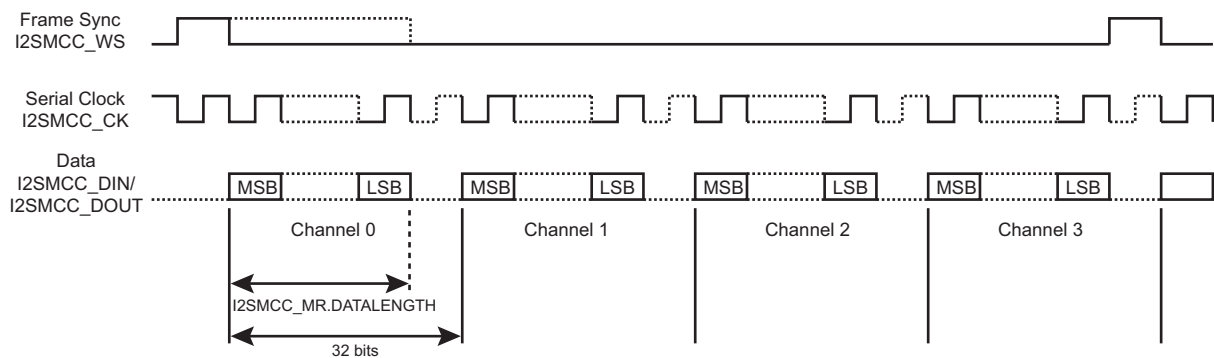 Frame Sync
I2SMCC_WS
Serial Clock
I2SMCC_CK
Data
I2SMCC_DIN/
I2SMCC_DOUT
MSB LSB MSB LSB MSB LSB MSB LSB
Channel 0 Channel 1 Channel 2 Channel 3
I2SMCC_MR.DATALENGTH
32 bits